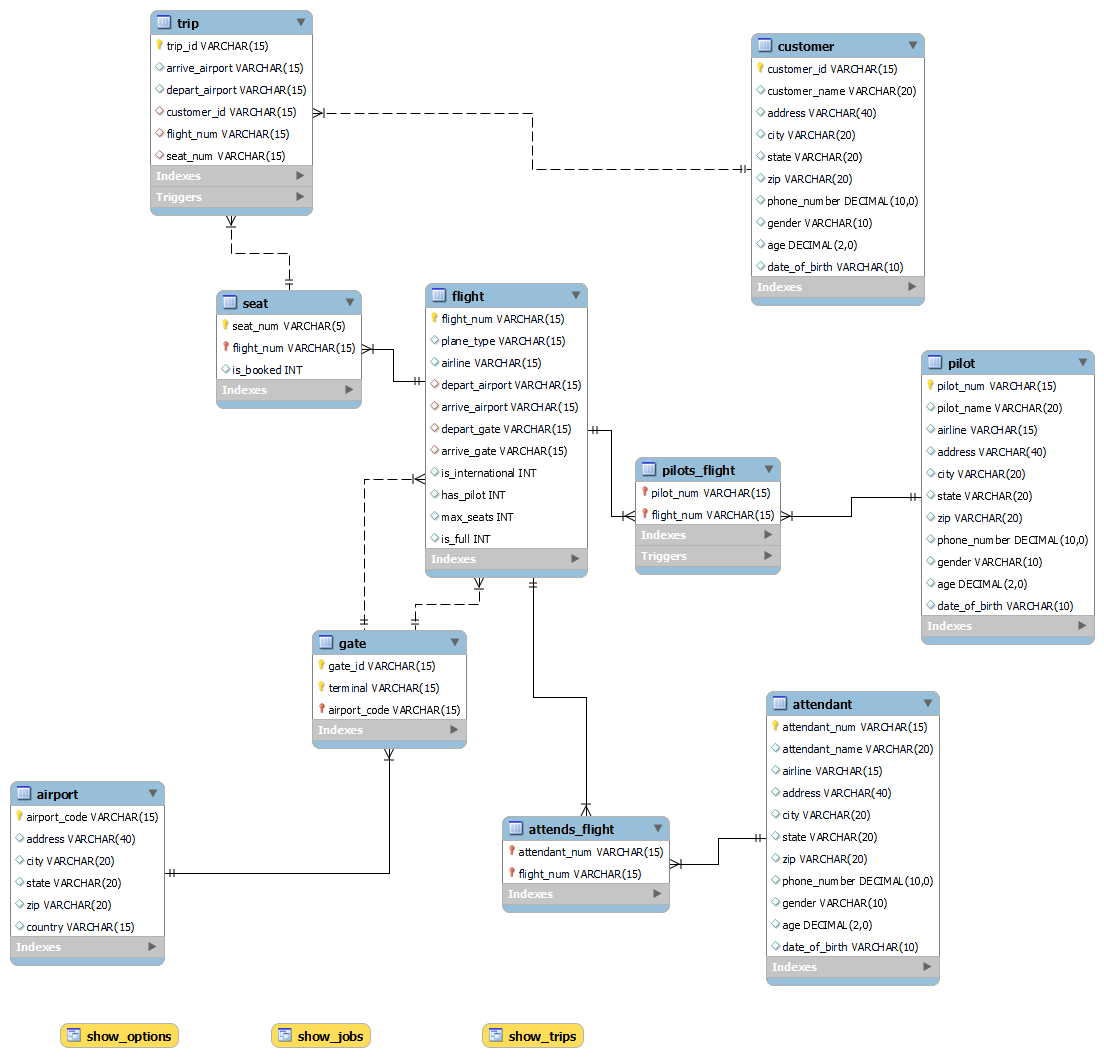 trip
trip_id VARCHAR(15)
arrive_airport VARCHAR(15)
depart_airport VARCHAR(15)
customer_id VARCHAR(15)
flight_num VARCHAR(15)
seat_num VARCHAR(15)
Indexes
Triggers
customer
customer_id VARCHAR(15)
customer_name VARCHAR(20)
address VARCHAR(40)
city VARCHAR(20)
state VARCHAR(20)
zip VARCHAR(20)
phone_number DECIMAL(10,0)
gender VARCHAR(10)
age DECIMAL(2,0)
date_of_birth VARCHAR(10)
Indexes
seat
seat_num VARCHAR(5)
flight_num VARCHAR(15)
is_booked INT
Indexes
flight
flight_num VARCHAR(15)
plane_type VARCHAR(15)
airline VARCHAR(15)
depart_airport VARCHAR(15)
arrive_airport VARCHAR(15)
depart_gate VARCHAR(15)
arrive_gate VARCHAR(15)
is_international INT
has_pilot INT
max_seats INT
is_full INT
Indexes
pilot
pilot_num VARCHAR(15)
pilot_name VARCHAR(20)
airline VARCHAR(15)
address VARCHAR(40)
city VARCHAR(20)
state VARCHAR(20)
zip VARCHAR(20)
phone_number DECIMAL(10,0)
gender VARCHAR(10)
age DECIMAL(2,0)
date_of_birth VARCHAR(10)
Indexes
pilots_flight
pilot_num VARCHAR(15)
flight_num VARCHAR(15)
Indexes
Triggers
gate
gate_id VARCHAR(15)
terminal VARCHAR(15)
airport_code VARCHAR(15)
Indexes
attendant
attendant_num VARCHAR(15)
attendant_name VARCHAR(20)
airline VARCHAR(15)
address VARCHAR(40)
city VARCHAR(20)
state VARCHAR(20)
zip VARCHAR(20)
phone_number DECIMAL(10,0)
gender VARCHAR(10)
age DECIMAL(2,0)
date_of_birth VARCHAR(10)
Indexes
airport
airport_code VARCHAR(15)
address VARCHAR(40)
city VARCHAR(20)
state VARCHAR(20)
zip VARCHAR(20)
country VARCHAR(15)
Indexes
attends_flight
attendant_num VARCHAR(15)
flight_num VARCHAR(15)
Indexes
show_options
show_jobs
show_trips